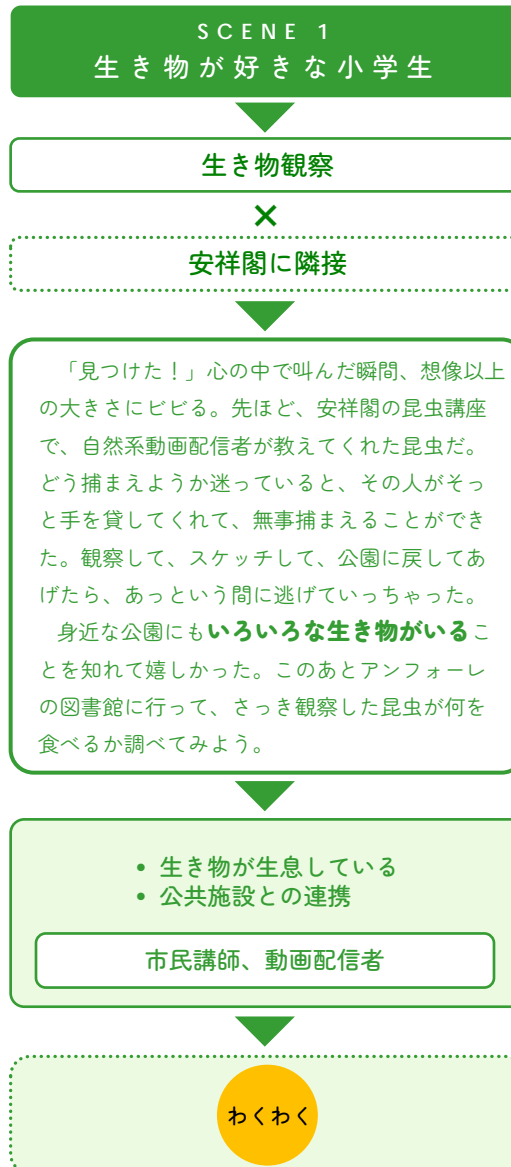 SCENE 1
生き物が好きな小学生
生き物観察
×
安祥閣に隣接
「見つけた！」心の中で叫んだ瞬間、想像以上
の大きさにビビる。先ほど、安祥閣の昆虫講座
で、自然系動画配信者が教えてくれた昆虫だ。
どう捕まえようか迷っていると、その人がそっ
と手を貸してくれて、無事捕まえることができ
た。観察して、スケッチして、公園に戻してあ
げたら、あっという間に逃げていっちゃった。
身近な公園にもいろいろな生き物がいるこ
とを知れて嬉しかった。このあとアンフォーレ
の図書館に行って、さっき観察した昆虫が何を
食べるか調べてみよう。
• 生き物が生息している
• 公共施設との連携
市民講師、動画配信者
わくわく